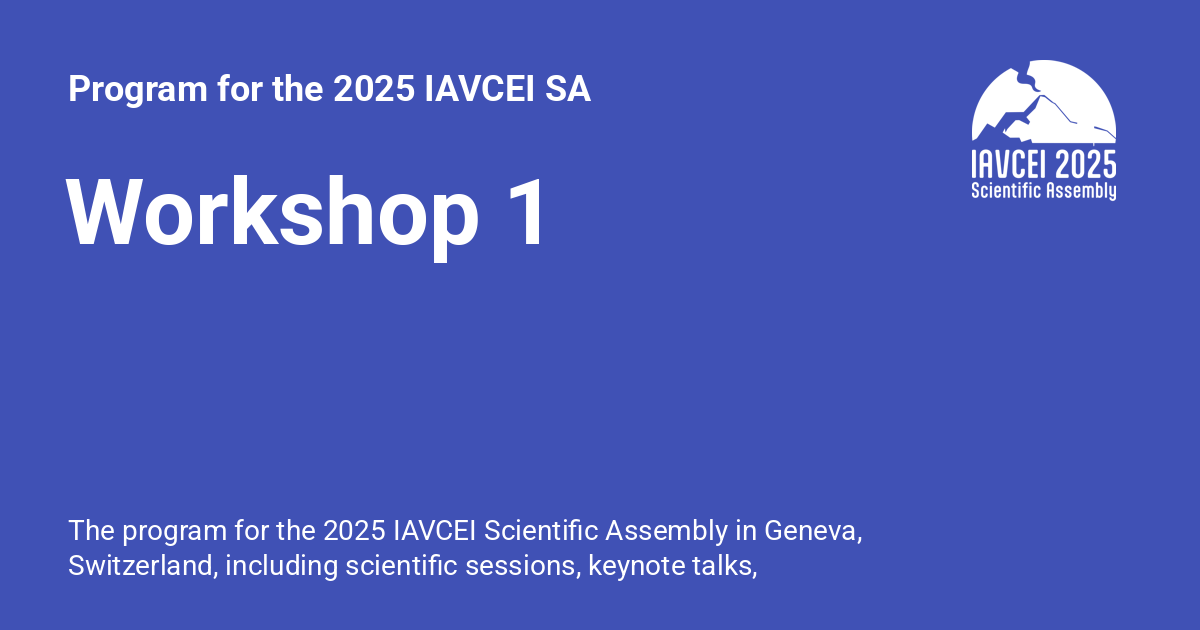 Program for the 2025 IAVCEI SA
IAVCEI 2025
Scientific Assembly
Workshop 1
The program for the 2025 IAVCEI Scientific Assembly in Geneva,
Switzerland, including scientific sessions, keynote talks,